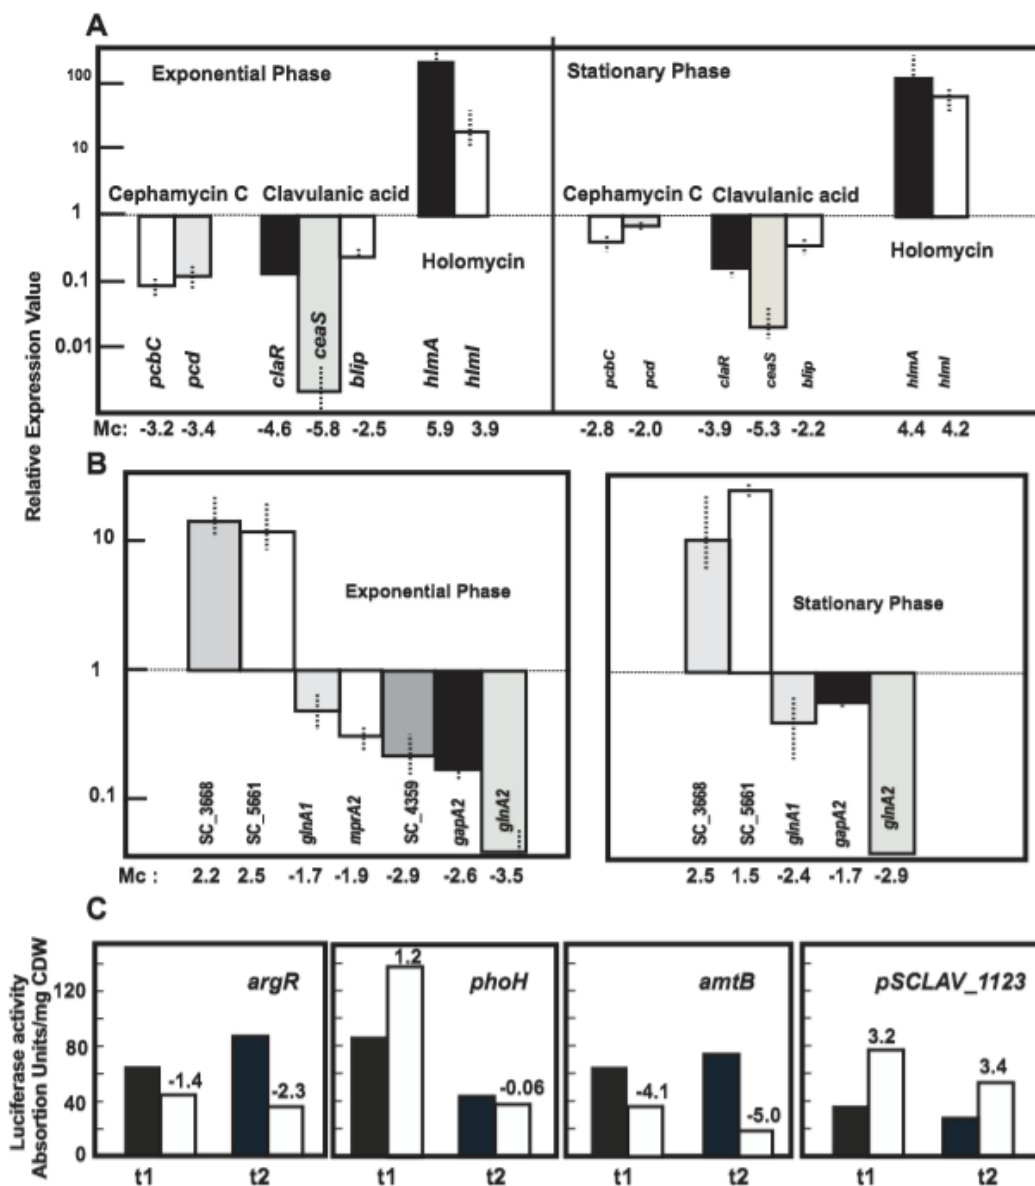 A
Relative Expression Value
100
10
1
0.1
0.01
Exponential Phase
Stationary Phase
Cephamycin C
Clavulanic acid
Holomycin
Cephamycin C
Clavulanic acid
Holomycin
pcbC pcd claR ceaS blip hlmA hlmI
pcbC pcd claR ceaS blip hlmA hlmI
Mc: -3.2 -3.4 -4.6 -5.8 -2.5 5.9 3.9 -2.8 -2.0 -3.9 -5.3 -2.2 4.4 4.2
B
10
1
0.1
Exponential Phase
Stationary Phase
SC_3668 SC_5661 glnA1 mprA2 SC_4359 gapA2 glnA2
SC_3668 SC_5661 glnA1 gapA2 glnA2
Mc : 2.2 2.5 -1.7 -1.9 -2.9 -2.6 -3.5 2.5 1.5 -2.4 -1.7 -2.9
C
Luciferase activity
Absortion Units/mg CDW
120
80
40
0
argR
-1.4
-2.3
t1 t2
phoH
1.2
-0.06
t1 t2
amtB
-4.1
-5.0
t1 t2
pSCLAV_1123
3.2
3.4
t1 t2